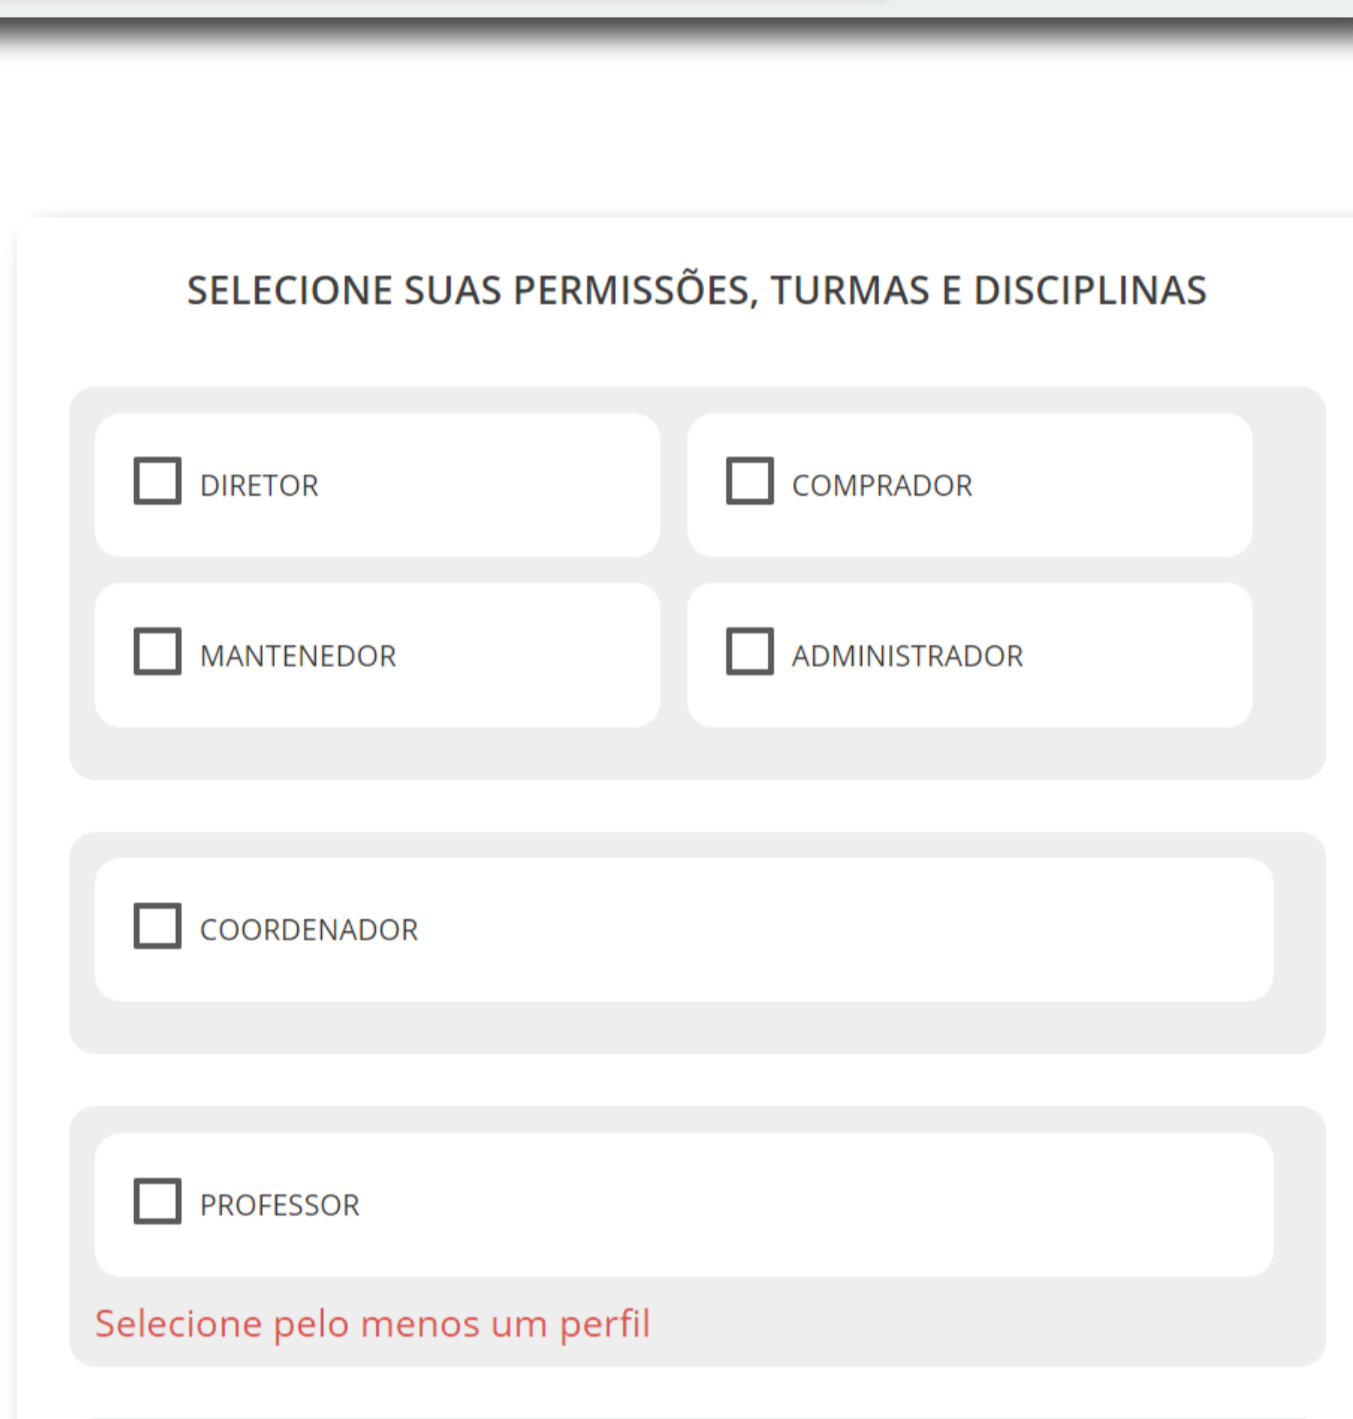 SELECIONE SUAS PERMISSÕES, TURMAS E DISCIPLINAS
DIRETOR
COMPRADOR
MANTENEDOR
ADMINISTRADOR
COORDENADOR
PROFESSOR
Selecione pelo menos um perfil